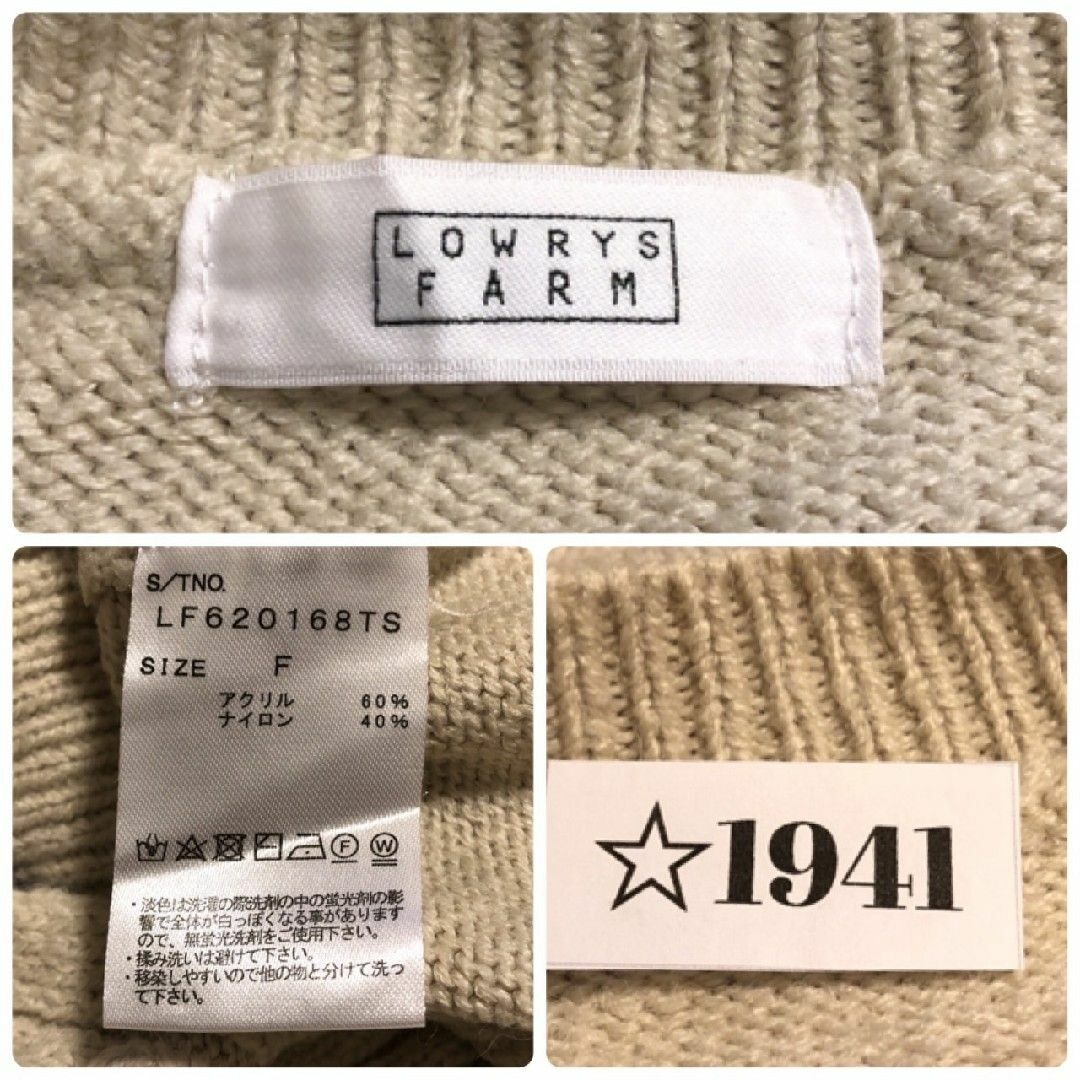 LOWRYS
FARM
S/TNO.
LF620168TS
SIZE F
アクリル 60%
ナイロン 40%
・淡色は洗濯の際洗剤の中の蛍光剤の影
響で全体が白っぽくなる事があります
ので、無蛍光洗剤をご使用下さい。
・揉み洗いは避けて下さい。
・移染しやすいので他の物と分けて洗っ
て下さい。
☆1941